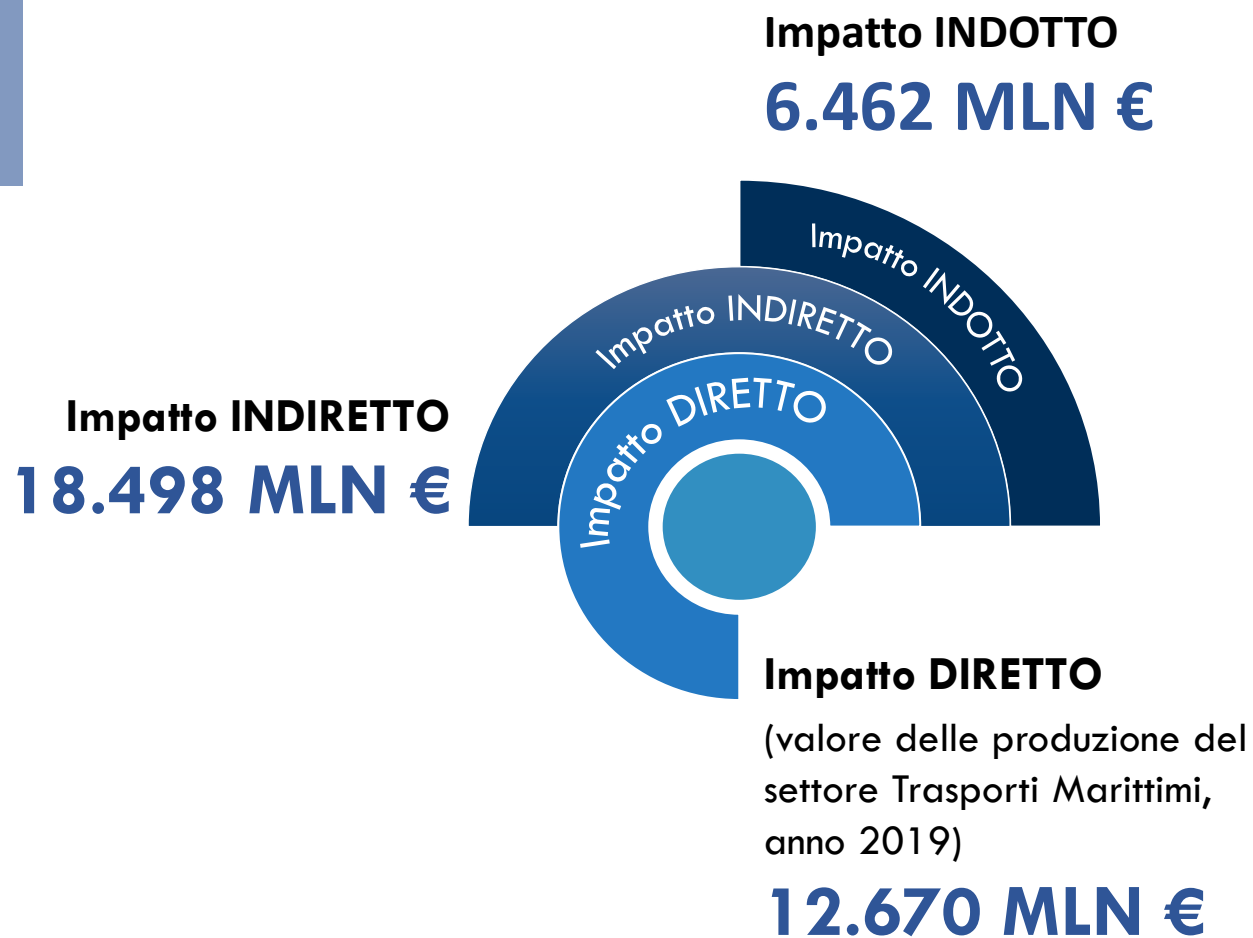 Impatto INDOTTO
6.462 MLN €
Impatto INDOTTO
Impatto INDIRETTO
Impatto DIRETTO
Impatto INDIRETTO
18.498 MLN €
Impatto DIRETTO
(valore delle produzione del
settore Trasporti Marittimi,
anno 2019)
12.670 MLN €